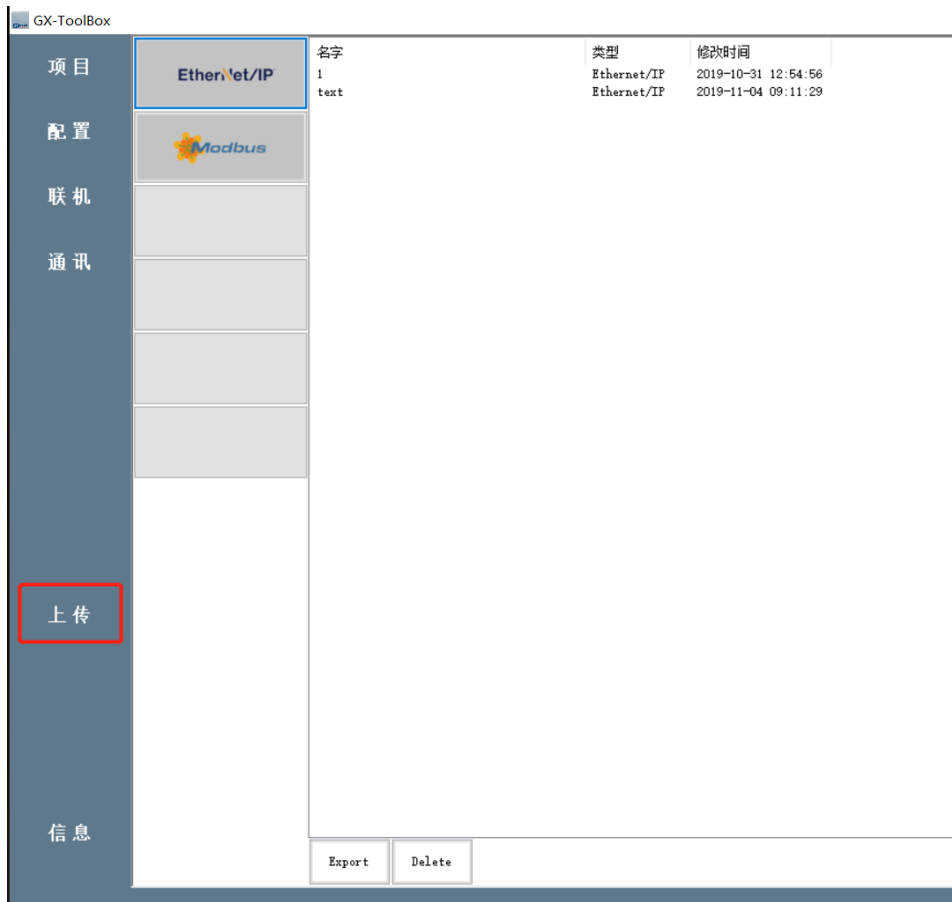 GX-ToolBox
项目
配置
联机
通讯
上传
信息
EtherNet/IP
Modbus
名字 类型 修改时间
1 Ethernet/IP 2019-10-31 12:54:56
text Ethernet/IP 2019-11-04 09:11:29
Export Delete